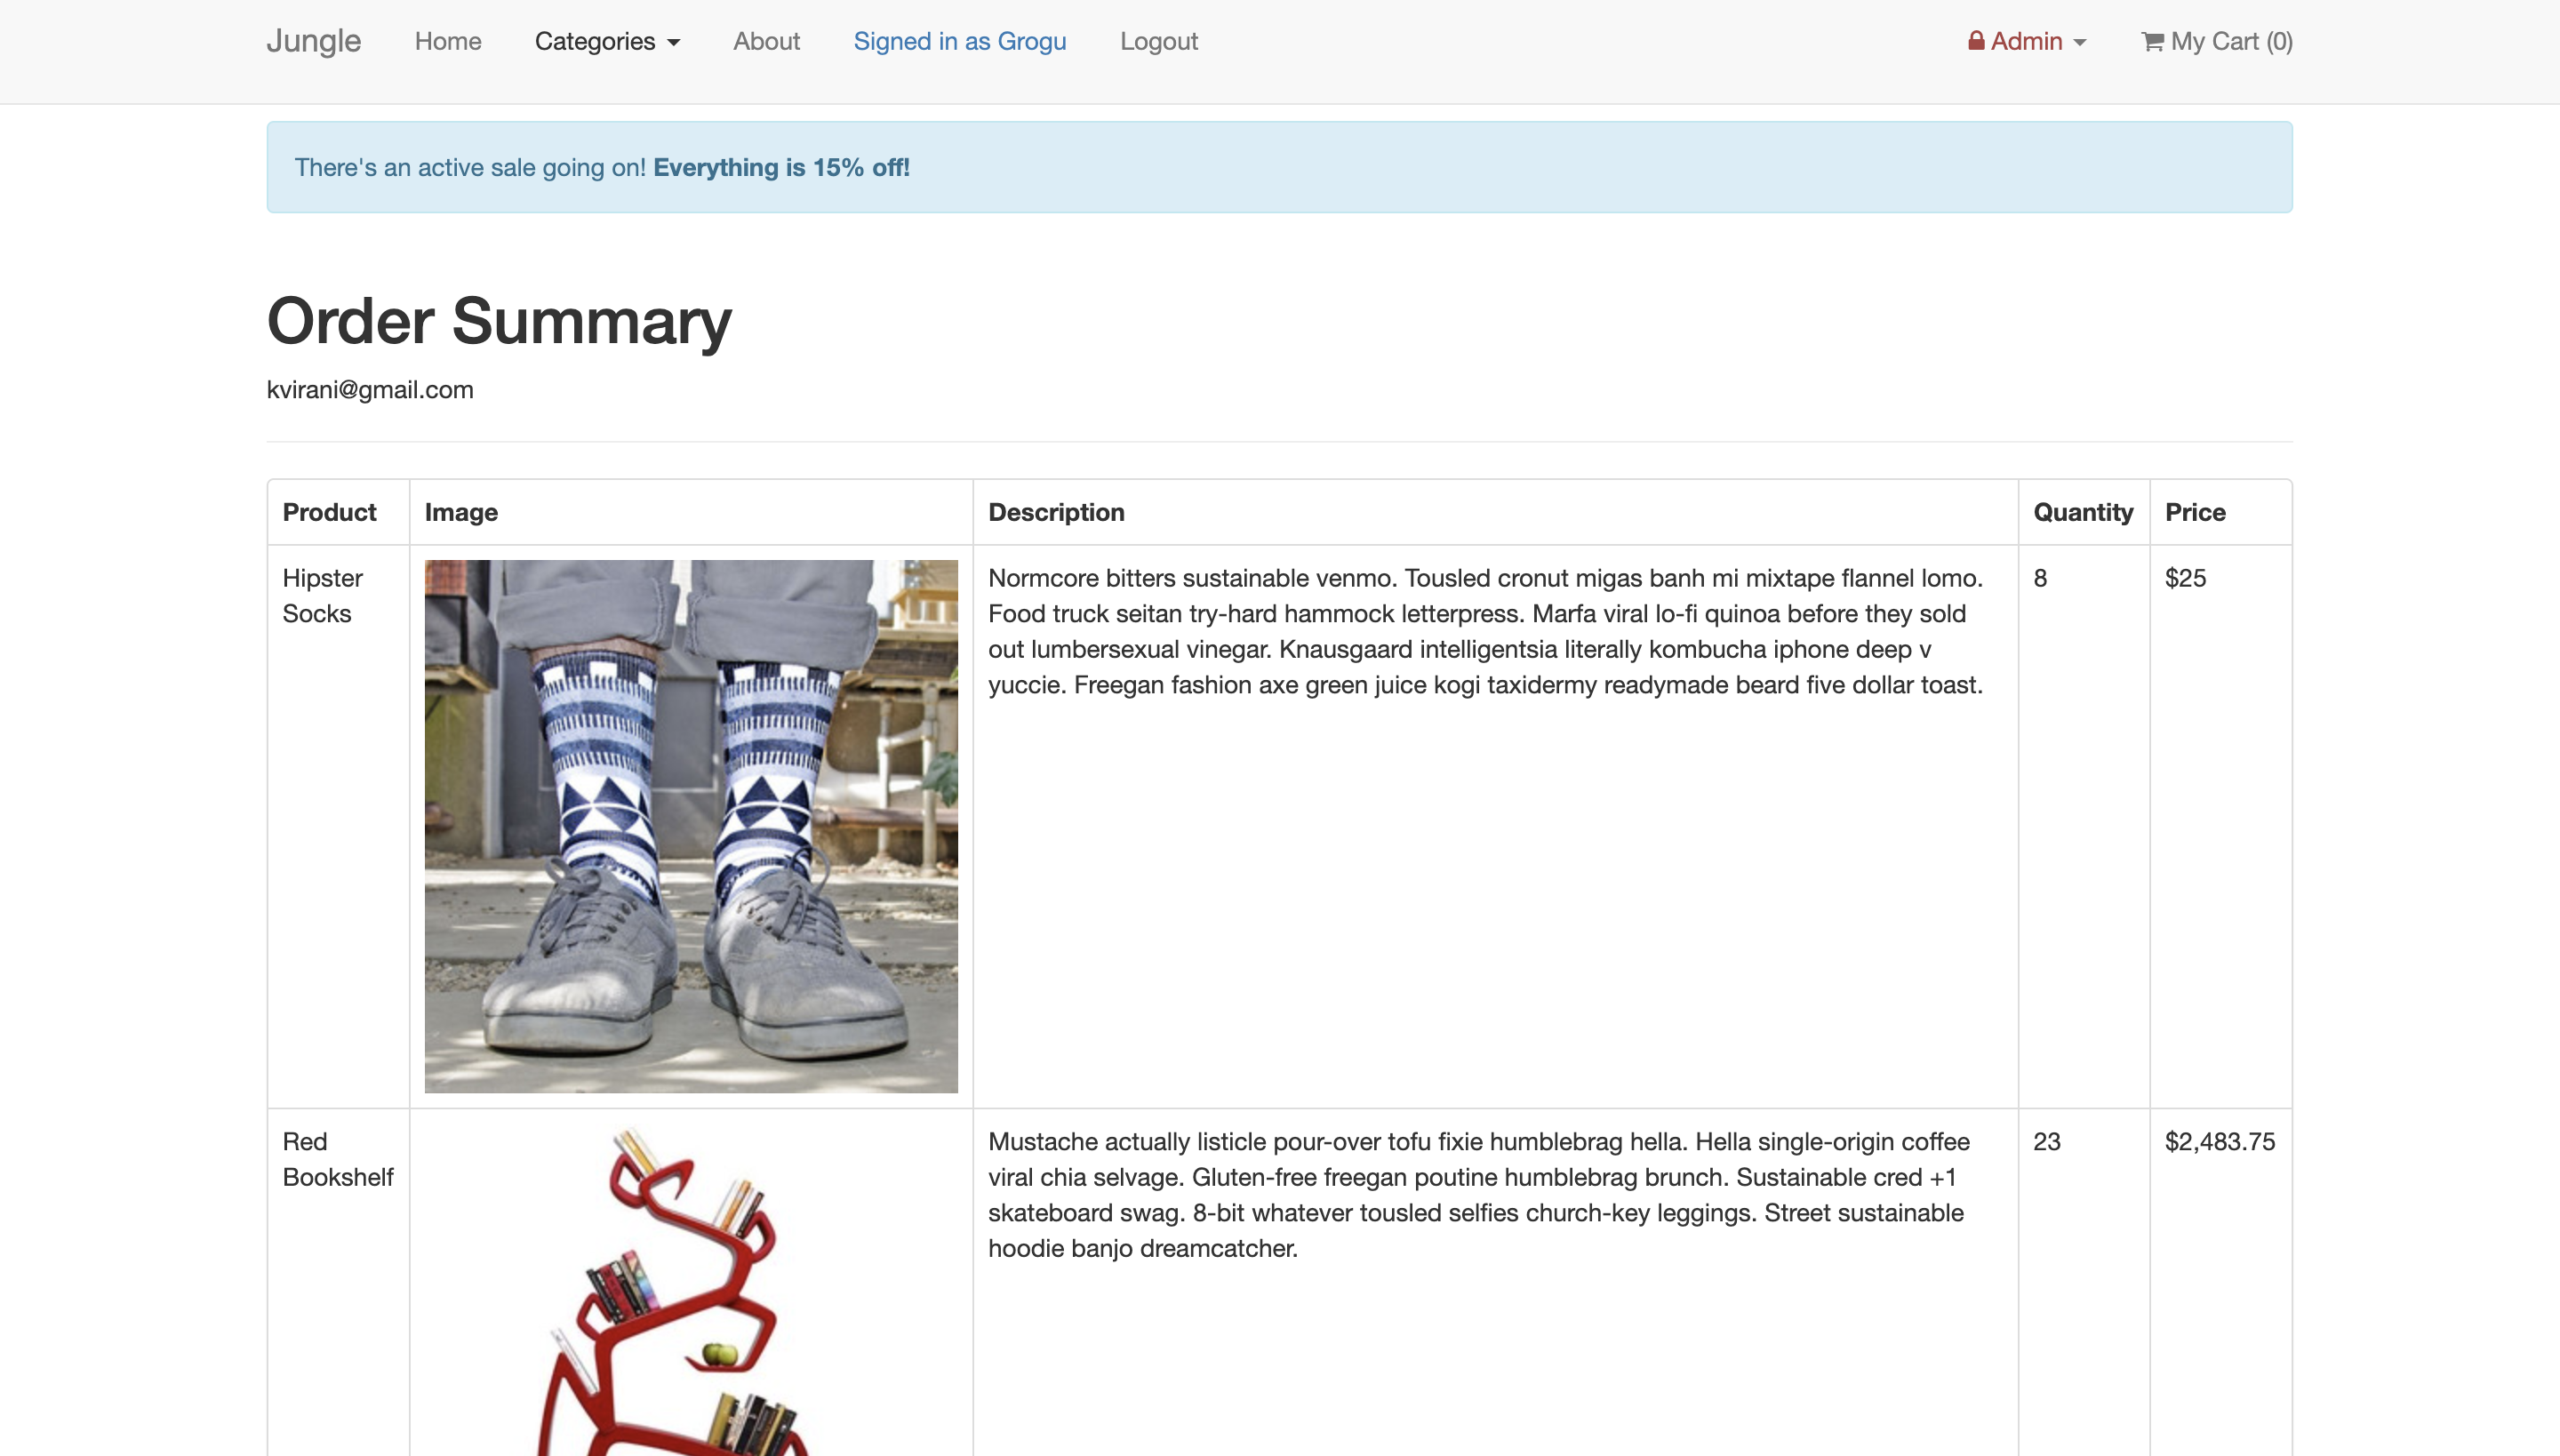 Jungle Home Categories About Signed in as Grogu Logout Admin My Cart (0)
There's an active sale going on! Everything is 15% off!
Order Summary
kvirani@gmail.com
Product Image Description Quantity Price
Hipster
Socks
Normcore bitters sustainable venmo. Tousled cronut migas banh mi mixtape flannel lomo.
Food truck seitan try-hard hammock letterpress. Marfa viral lo-fi quinoa before they sold
out lumbersexual vinegar. Knausgaard intelligentsia literally kombucha iphone deep v
yuccie. Freegan fashion axe green juice kogi taxidermy readymade beard five dollar toast.
8
$25
Red
Bookshelf
Mustache actually listicle pour-over tofu fixie humblebrag hella. Hella single-origin coffee
viral chia selvage. Gluten-free freegan poutine humblebrag brunch. Sustainable cred +1
skateboard swag. 8-bit whatever tousled selfies church-key leggings. Street sustainable
hoodie banjo dreamcatcher.
23
$2,483.75